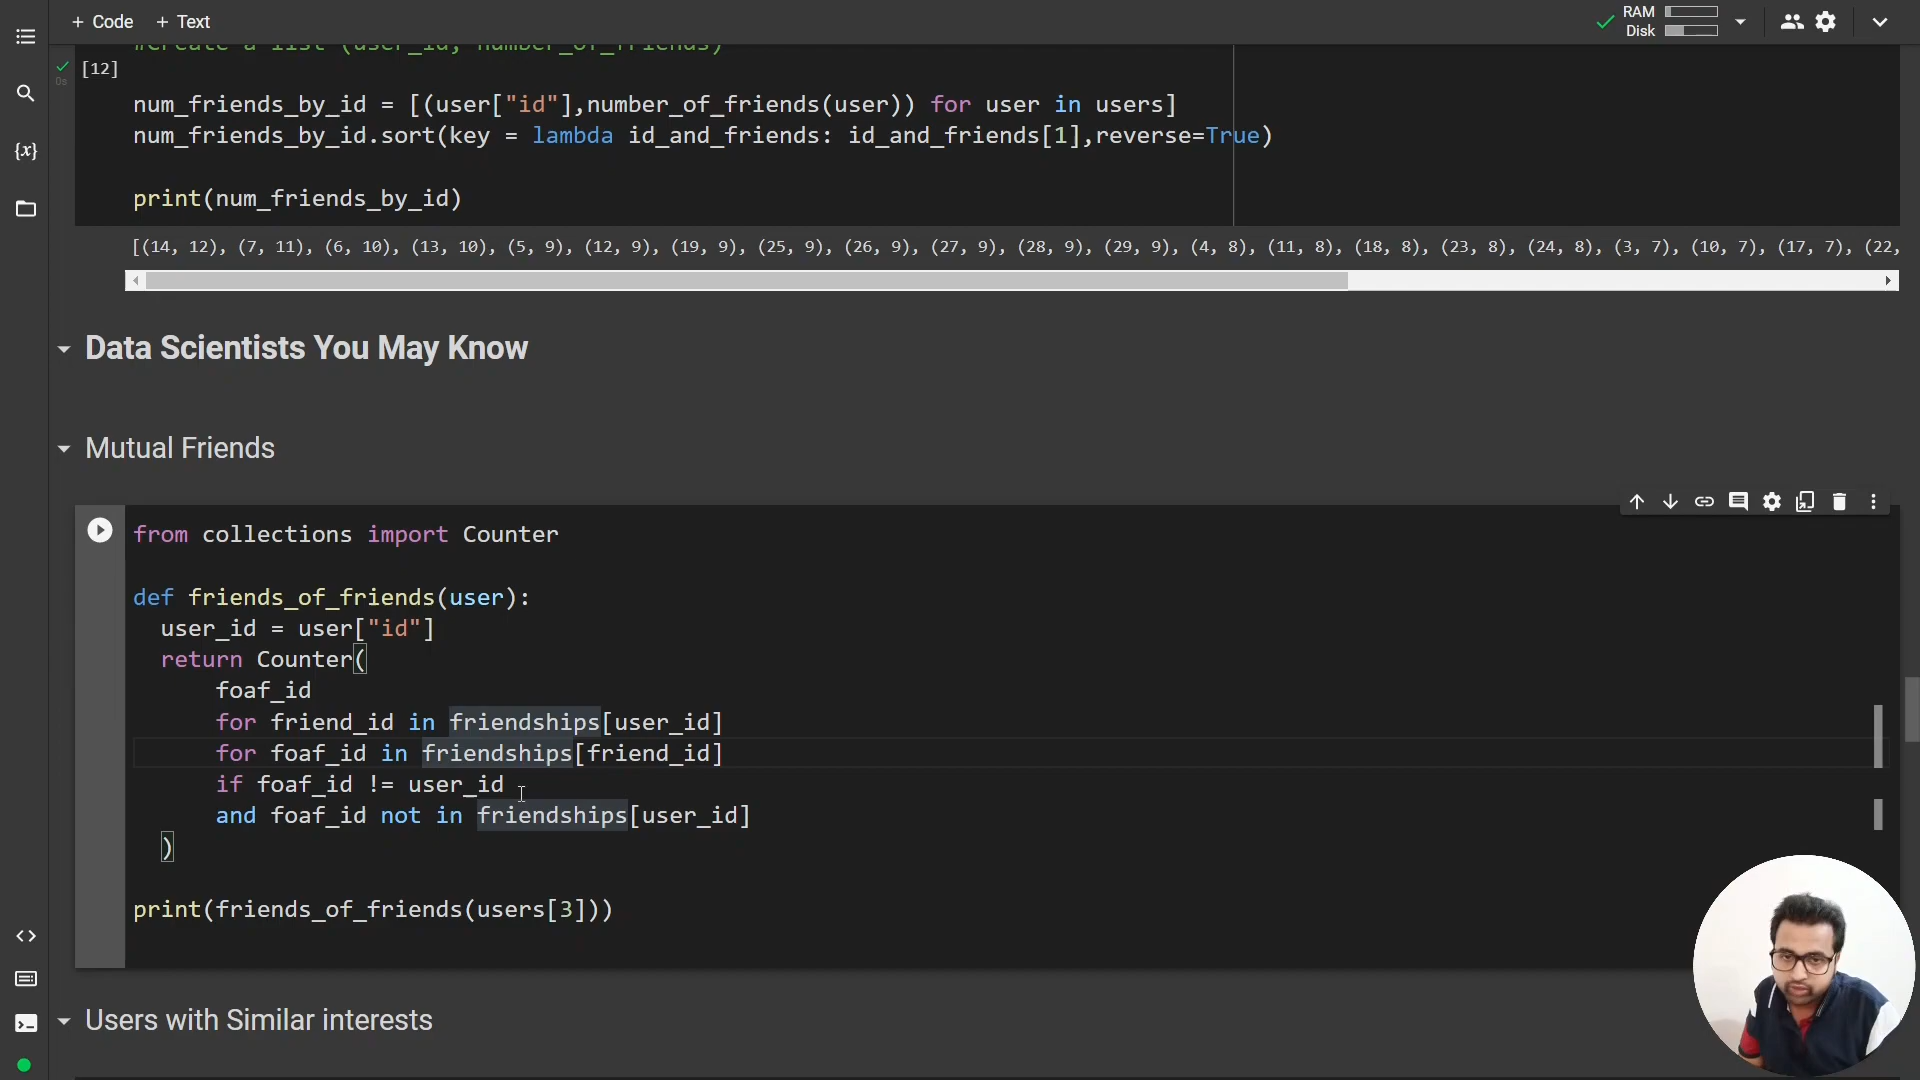 + Code + Text
RAM
Disk
#Create a list (user_id, number_of_friends)
[12]
0s
{x}
num_friends_by_id = [(user["id"],number_of_friends(user)) for user in users]
num_friends_by_id.sort(key = lambda id_and_friends: id_and_friends[1],reverse=True)
print(num_friends_by_id)
[(14, 12), (7, 11), (6, 10), (13, 10), (5, 9), (12, 9), (19, 9), (25, 9), (26, 9), (27, 9), (28, 9), (29, 9), (4, 8), (11, 8), (18, 8), (23, 8), (24, 8), (3, 7), (10, 7), (17, 7), (22,
Data Scientists You May Know
Mutual Friends
from collections import Counter
def friends_of_friends(user):
user_id = user["id"]
return Counter(
foaf_id
for friend_id in friendships[user_id]
for foaf_id in friendships[friend_id]
if foaf_id != user_id
and foaf_id not in friendships[user_id]
)
print(friends_of_friends(users[3]))
Users with Similar interests